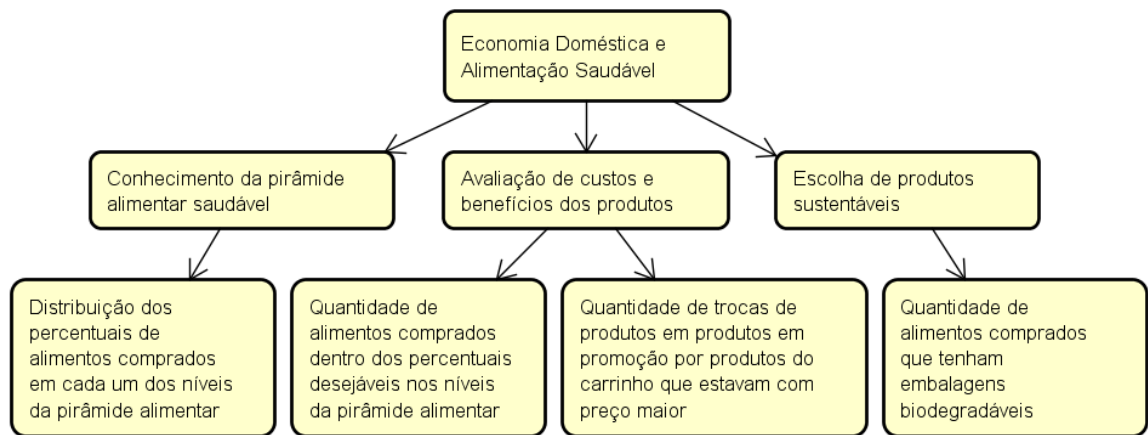 Economia Doméstica e
Alimentação Saudável
Conhecimento da pirâmide
alimentar saudável
Avaliação de custos e
benefícios dos produtos
Escolha de produtos
sustentáveis
Distribuição dos
percentuais de
alimentos comprados
em cada um dos níveis
da pirâmide alimentar
Quantidade de
alimentos comprados
dentro dos percentuais
desejáveis nos níveis
da pirâmide alimentar
Quantidade de trocas de
produtos em produtos em
promoção por produtos do
carrinho que estavam com
preço maior
Quantidade de
alimentos comprados
que tenham
embalagens
biodegradáveis